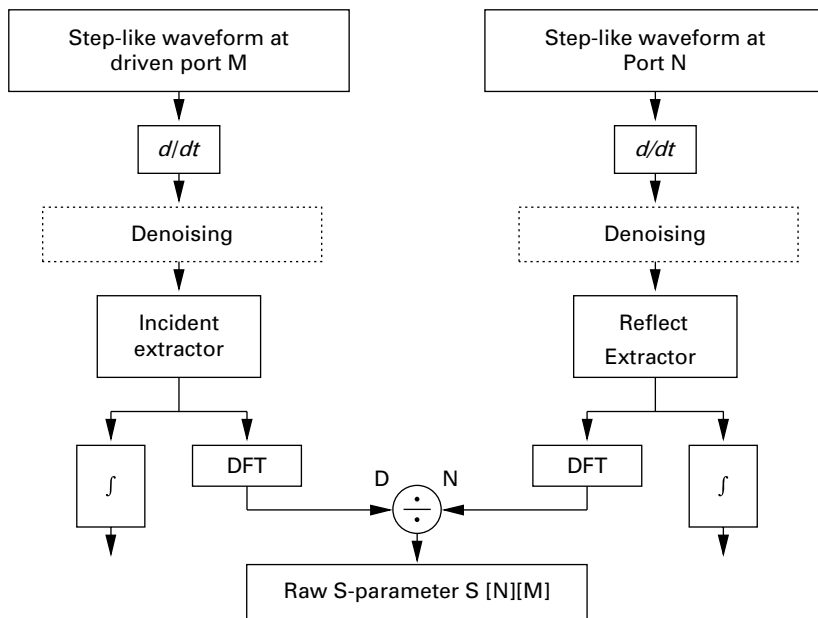 Step-like waveform at
driven port M
Step-like waveform at
Port N
d/dt
d/dt
Denoising
Denoising
Incident
extractor
Reflect
Extractor
∫
DFT
D
÷
N
DFT
∫
Raw S-parameter S [N][M]